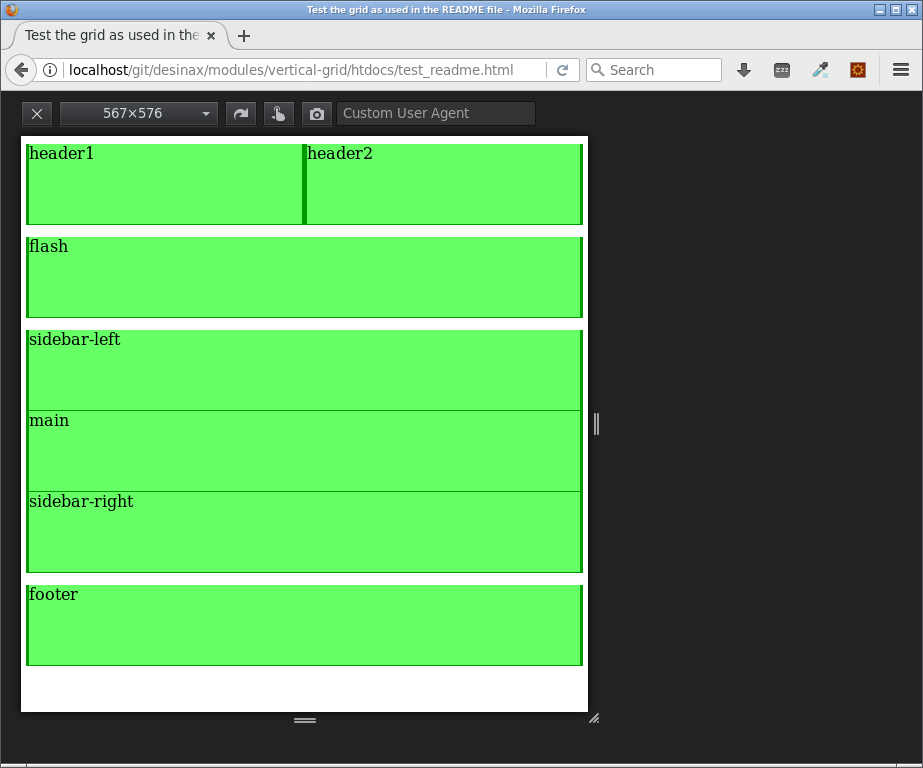 Test the grid as used in the README file - Mozilla Firefox
Test the grid as used in the
localhost/git/desinax/modules/vertical-grid/htdocs/test_readme.html
Search
zzz
567×576
Custom User Agent
header1
header2
flash
sidebar-left
main
sidebar-right
footer